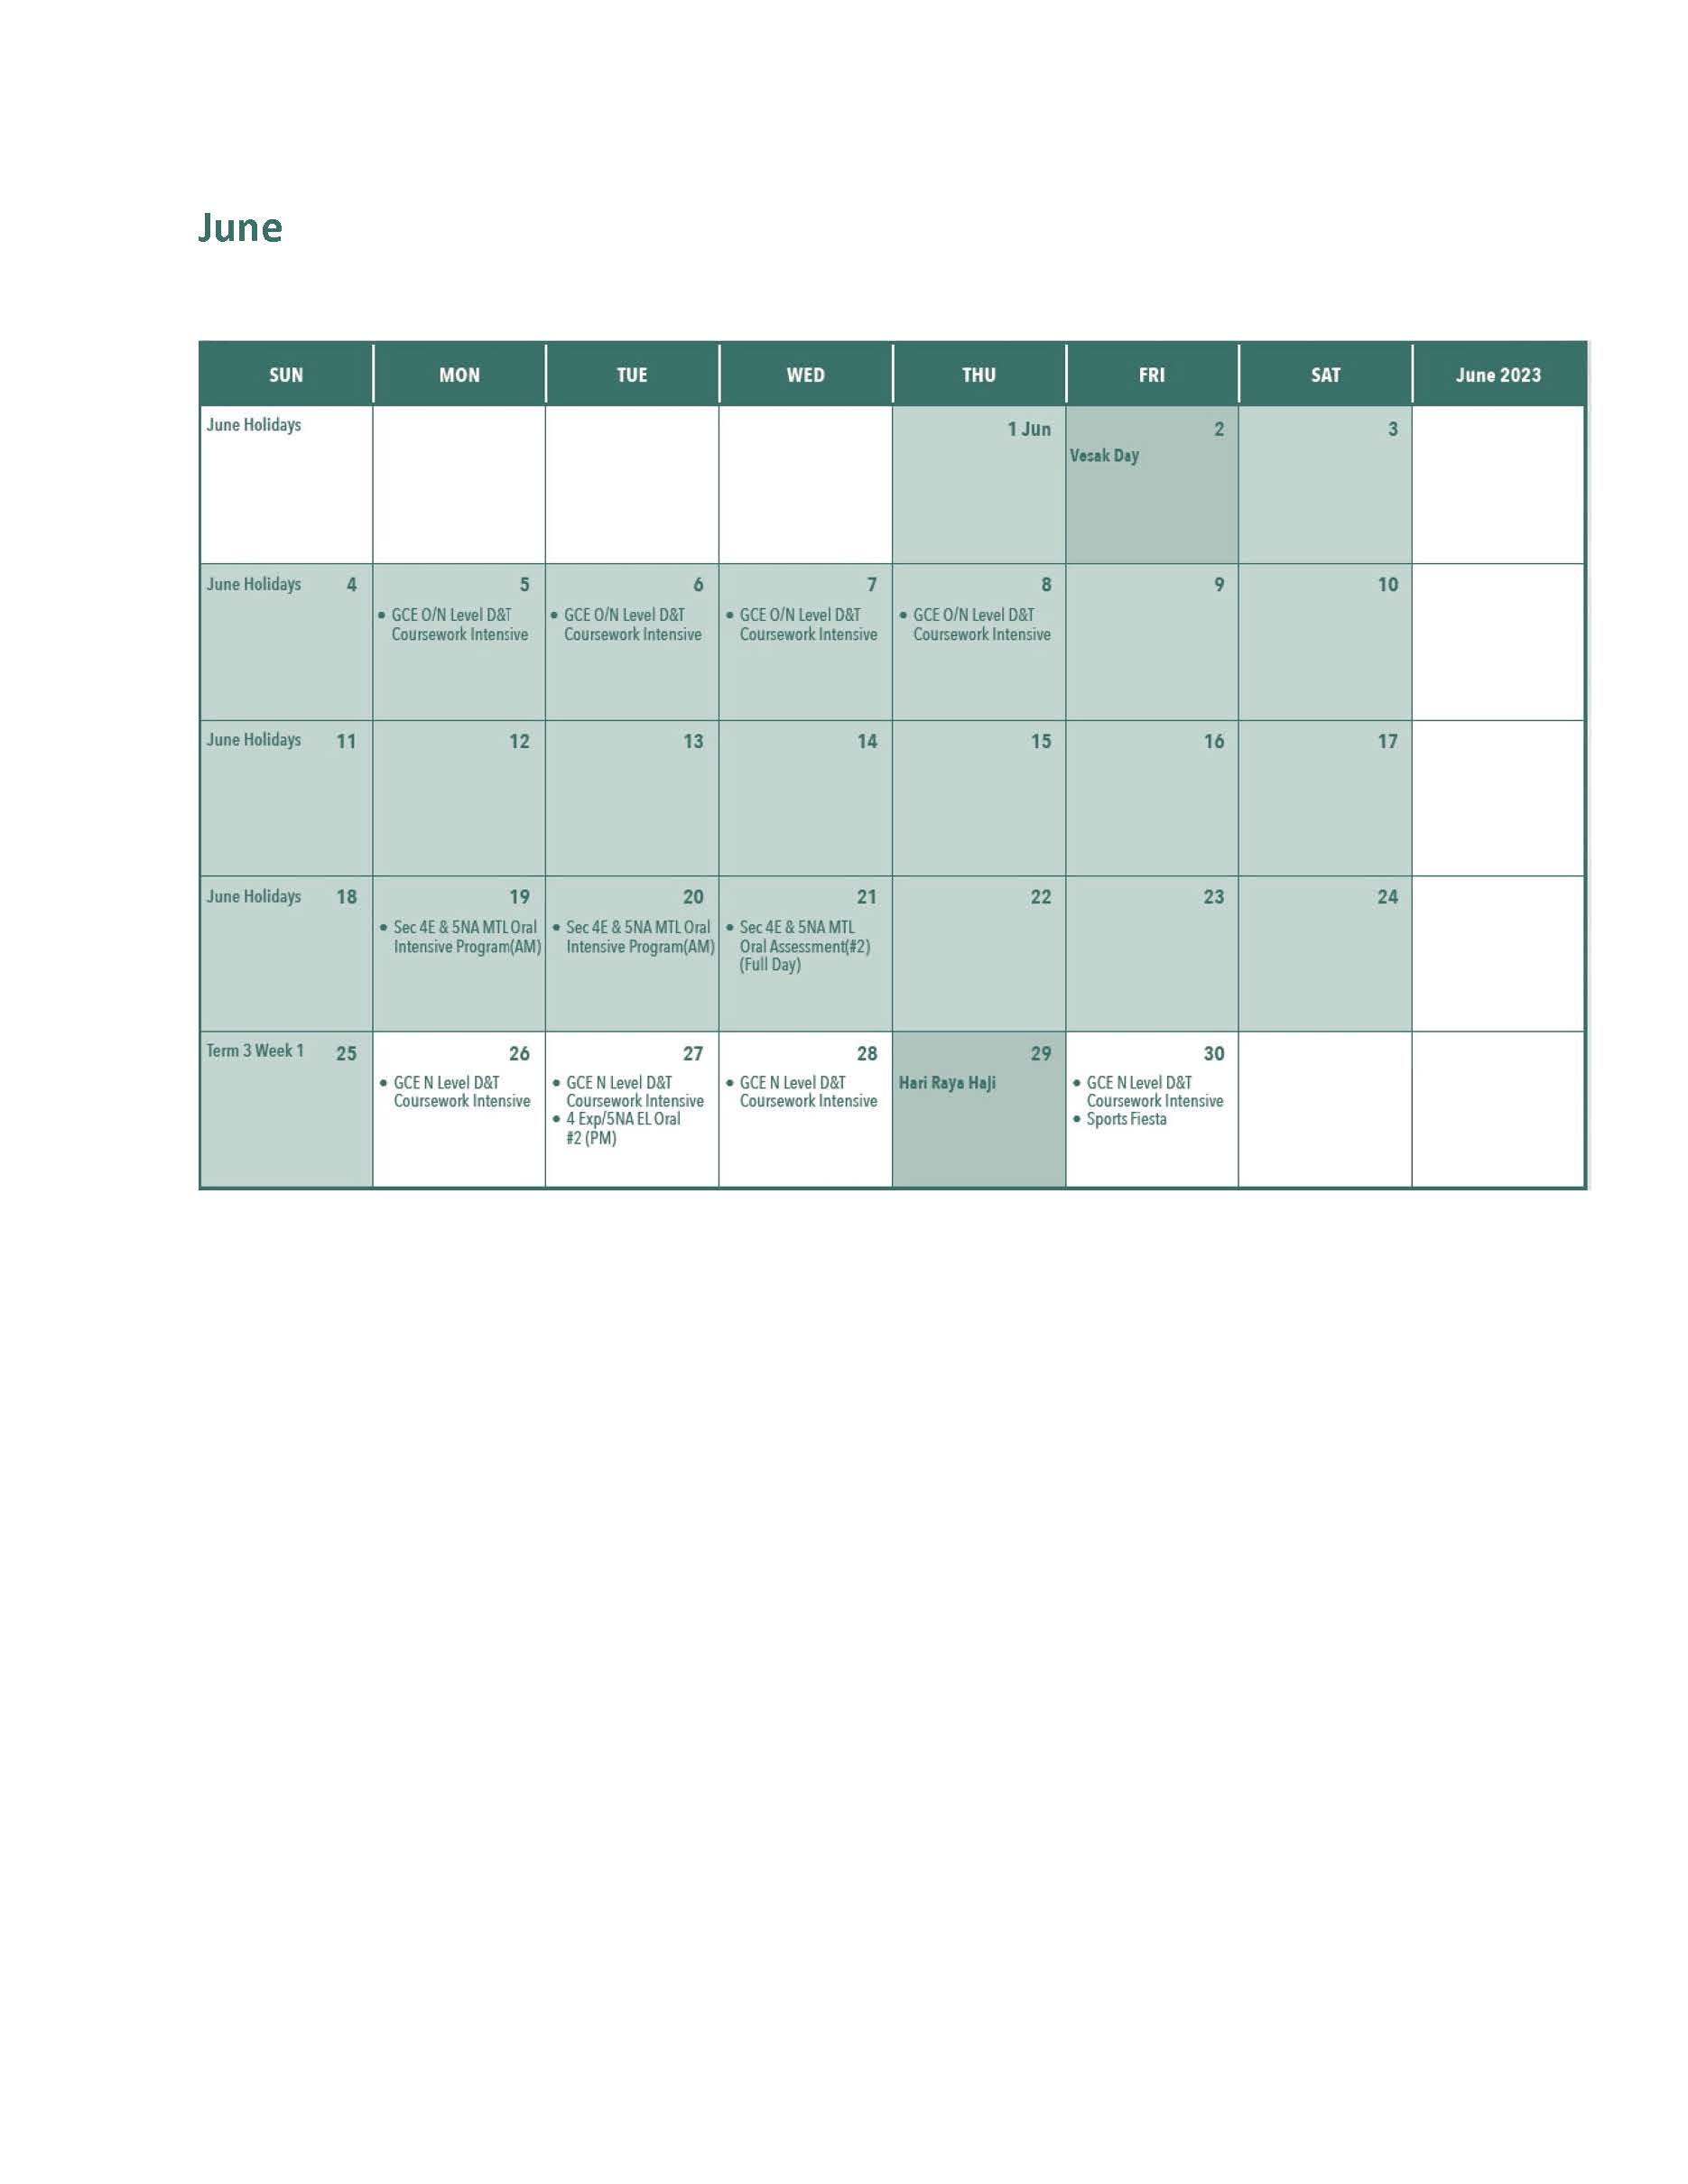 June
SUN MON TUE WED THU FRI SAT June 2023
June Holidays 1 Jun 2 3
Vesak Day
June Holidays 4 5 6 7 8 9 10
• GCE O/N Level D&T • GCE O/N Level D&T • GCE O/N Level D&T • GCE O/N Level D&T
Coursework Intensive Coursework Intensive Coursework Intensive Coursework Intensive
June Holidays 11 12 13 14 15 16 17
June Holidays 18 19 20 21 22 23 24
• Sec 4E & 5NA MTL Oral • Sec 4E & 5NA MTL Oral • Sec 4E & 5NA MTL
Intensive Program(AM) Intensive Program(AM) Oral Assessment(#2)
(Full Day)
Term 3 Week 1 25 26 27 28 29 30
• GCE N Level D&T • GCE N Level D&T • GCE N Level D&T Hari Raya Haji • GCE N Level D&T
Coursework Intensive Coursework Intensive Coursework Intensive Coursework Intensive
• 4 Exp/5NA EL Oral • Sports Fiesta
#2 (PM)